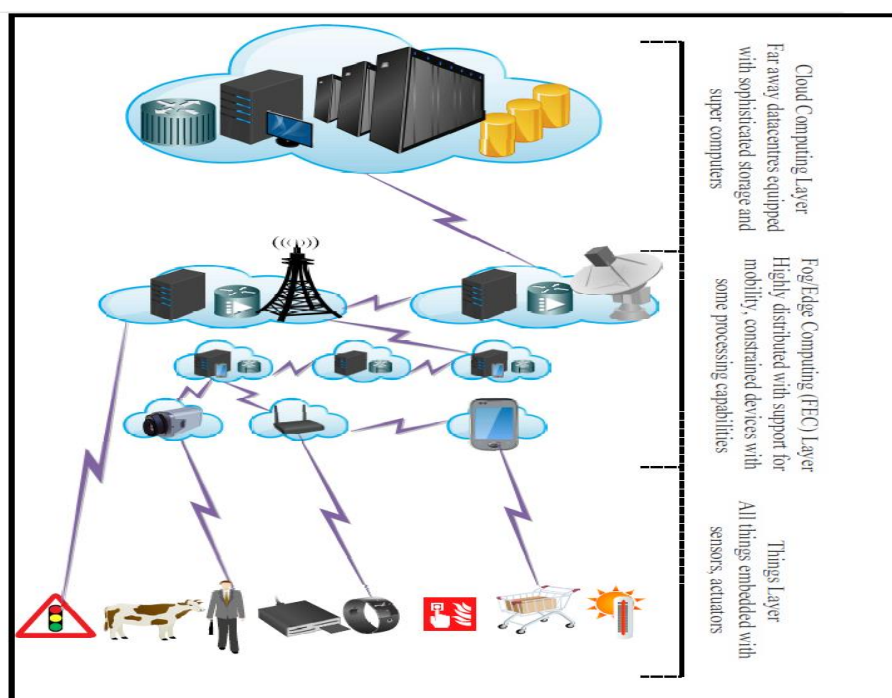 Cloud Computing Layer
Far away datacentres equipped
with sophisticated storage and
super computers
Fog/Edge Computing (FEC) Layer
Highly distributed with support for
mobility, constrained devices with
some processing capabilities
Things Layer
All things embedded with
sensors, actuators